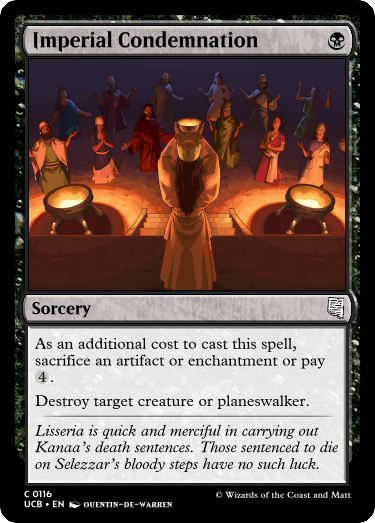 Imperial Condemnation
Sorcery
As an additional cost to cast this spell,
sacrifice an artifact or enchantment or pay
4.
Destroy target creature or planeswalker.
Lisseria is quick and merciful in carrying out
Kanaa's death sentences. Those sentenced to die
on Selezzar's bloody steps have no such luck.
C 0116
UCB • EN QUENTIN-DE-WARREN
© Wizards of the Coast and Matt